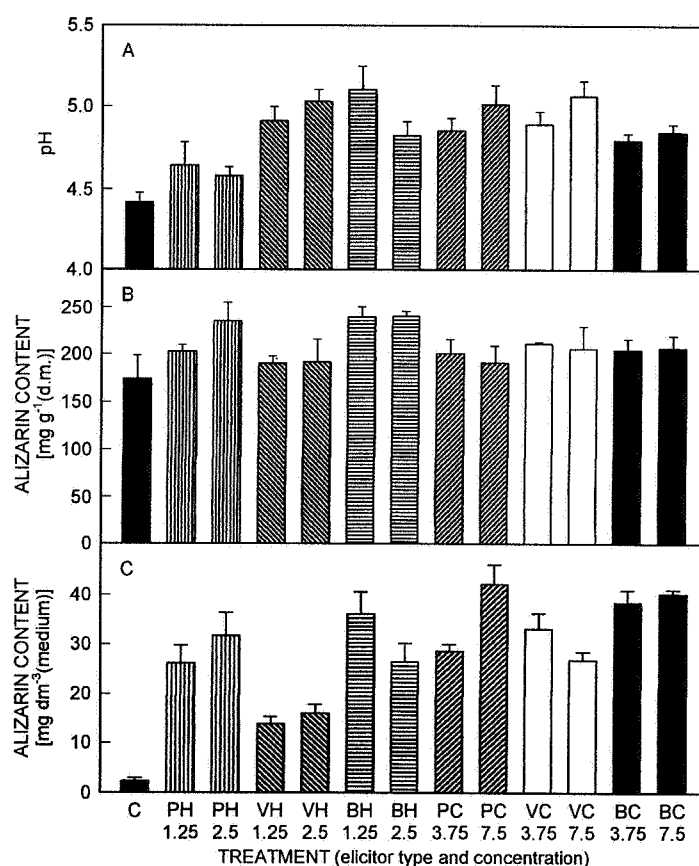 A
5.5
5.0
4.5
4.0
pH
B
250
200
150
100
50
0
ALIZARIN CONTENT
[mg g-1(d.m.)]
C
40
30
20
10
0
ALIZARIN CONTENT
[mg dm-3(medium)]
C PH PH VH VH BH BH PC PC VC VC BC BC
1.25 2.5 1.25 2.5 1.25 2.5 3.75 7.5 3.75 7.5 3.75 7.5
TREATMENT (elicitor type and concentration)